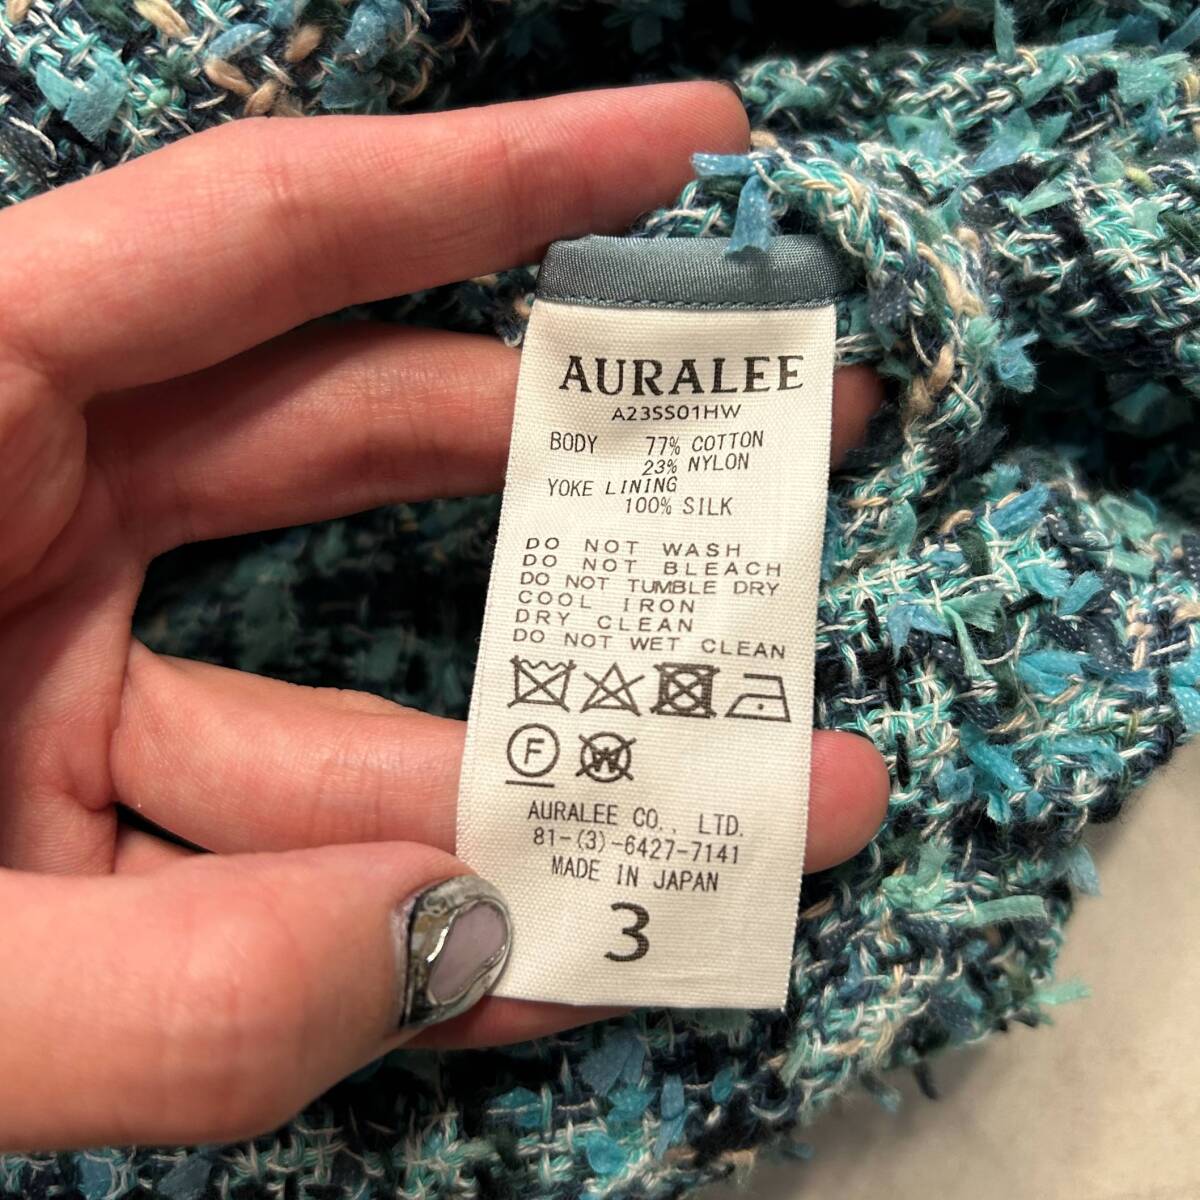 AURALEE
A23SS01HW
BODY 77% COTTON
23% NYLON
YOKE LINING
100% SILK
DO NOT WASH
DO NOT BLEACH
DO NOT TUMBLE DRY
COOL IRON
DRY CLEAN
DO NOT WET CLEAN
F W
AURALEE CO., LTD.
81-(3)-6427-7141
MADE IN JAPAN
3